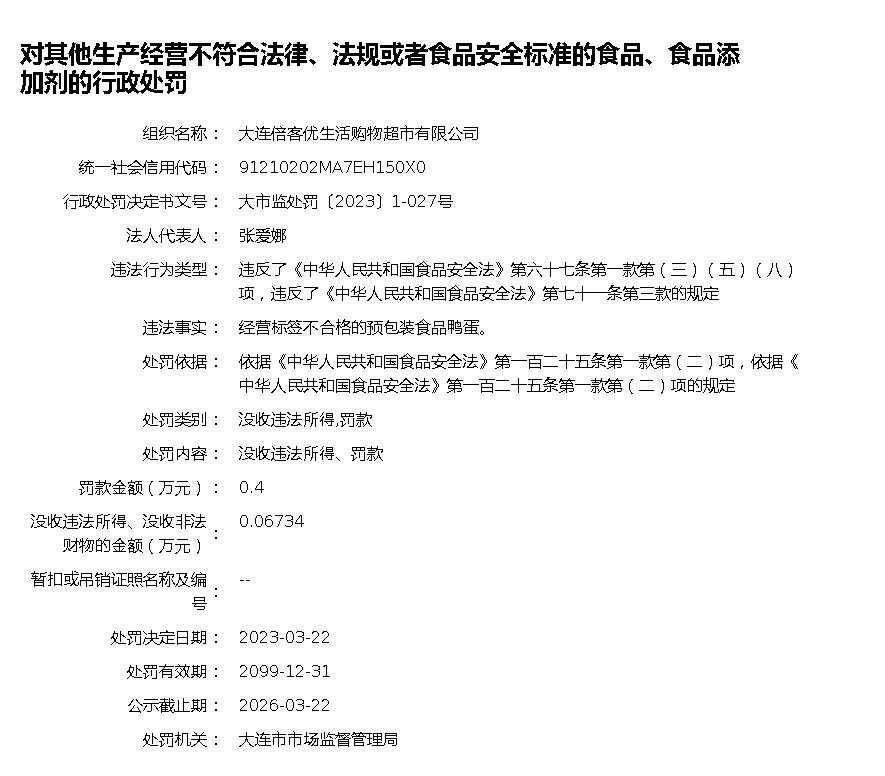 对其他生产经营不符合法律、法规或者食品安全标准的食品、食品添
加剂的行政处罚
组织名称: 大连倍客优生活购物超市有限公司
统一社会信用代码: 91210202MA7EH150X0
行政处罚决定书文号: 大市监处罚〔2023〕1-027号
法人代表人: 张爱娜
违法行为类型: 违反了《中华人民共和国食品安全法》第六十七条第一款第(三)(五)(八)
项,违反了《中华人民共和国食品安全法》第七十一条第三款的规定
违法事实: 经营标签不合格的预包装食品鸭蛋。
处罚依据: 依据《中华人民共和国食品安全法》第一百二十五条第一款第(二)项,依据《
中华人民共和国食品安全法》第一百二十五条第一款第(二)项的规定
处罚类别: 没收违法所得,罚款
处罚内容: 没收违法所得、罚款
罚款金额(万元): 0.4
没收违法所得、没收非法 0.06734
财物的金额(万元):
暂扣或吊销证照名称及编 --
号:
处罚决定日期: 2023-03-22
处罚有效期: 2099-12-31
公示截止期: 2026-03-22
处罚机关: 大连市市场监督管理局